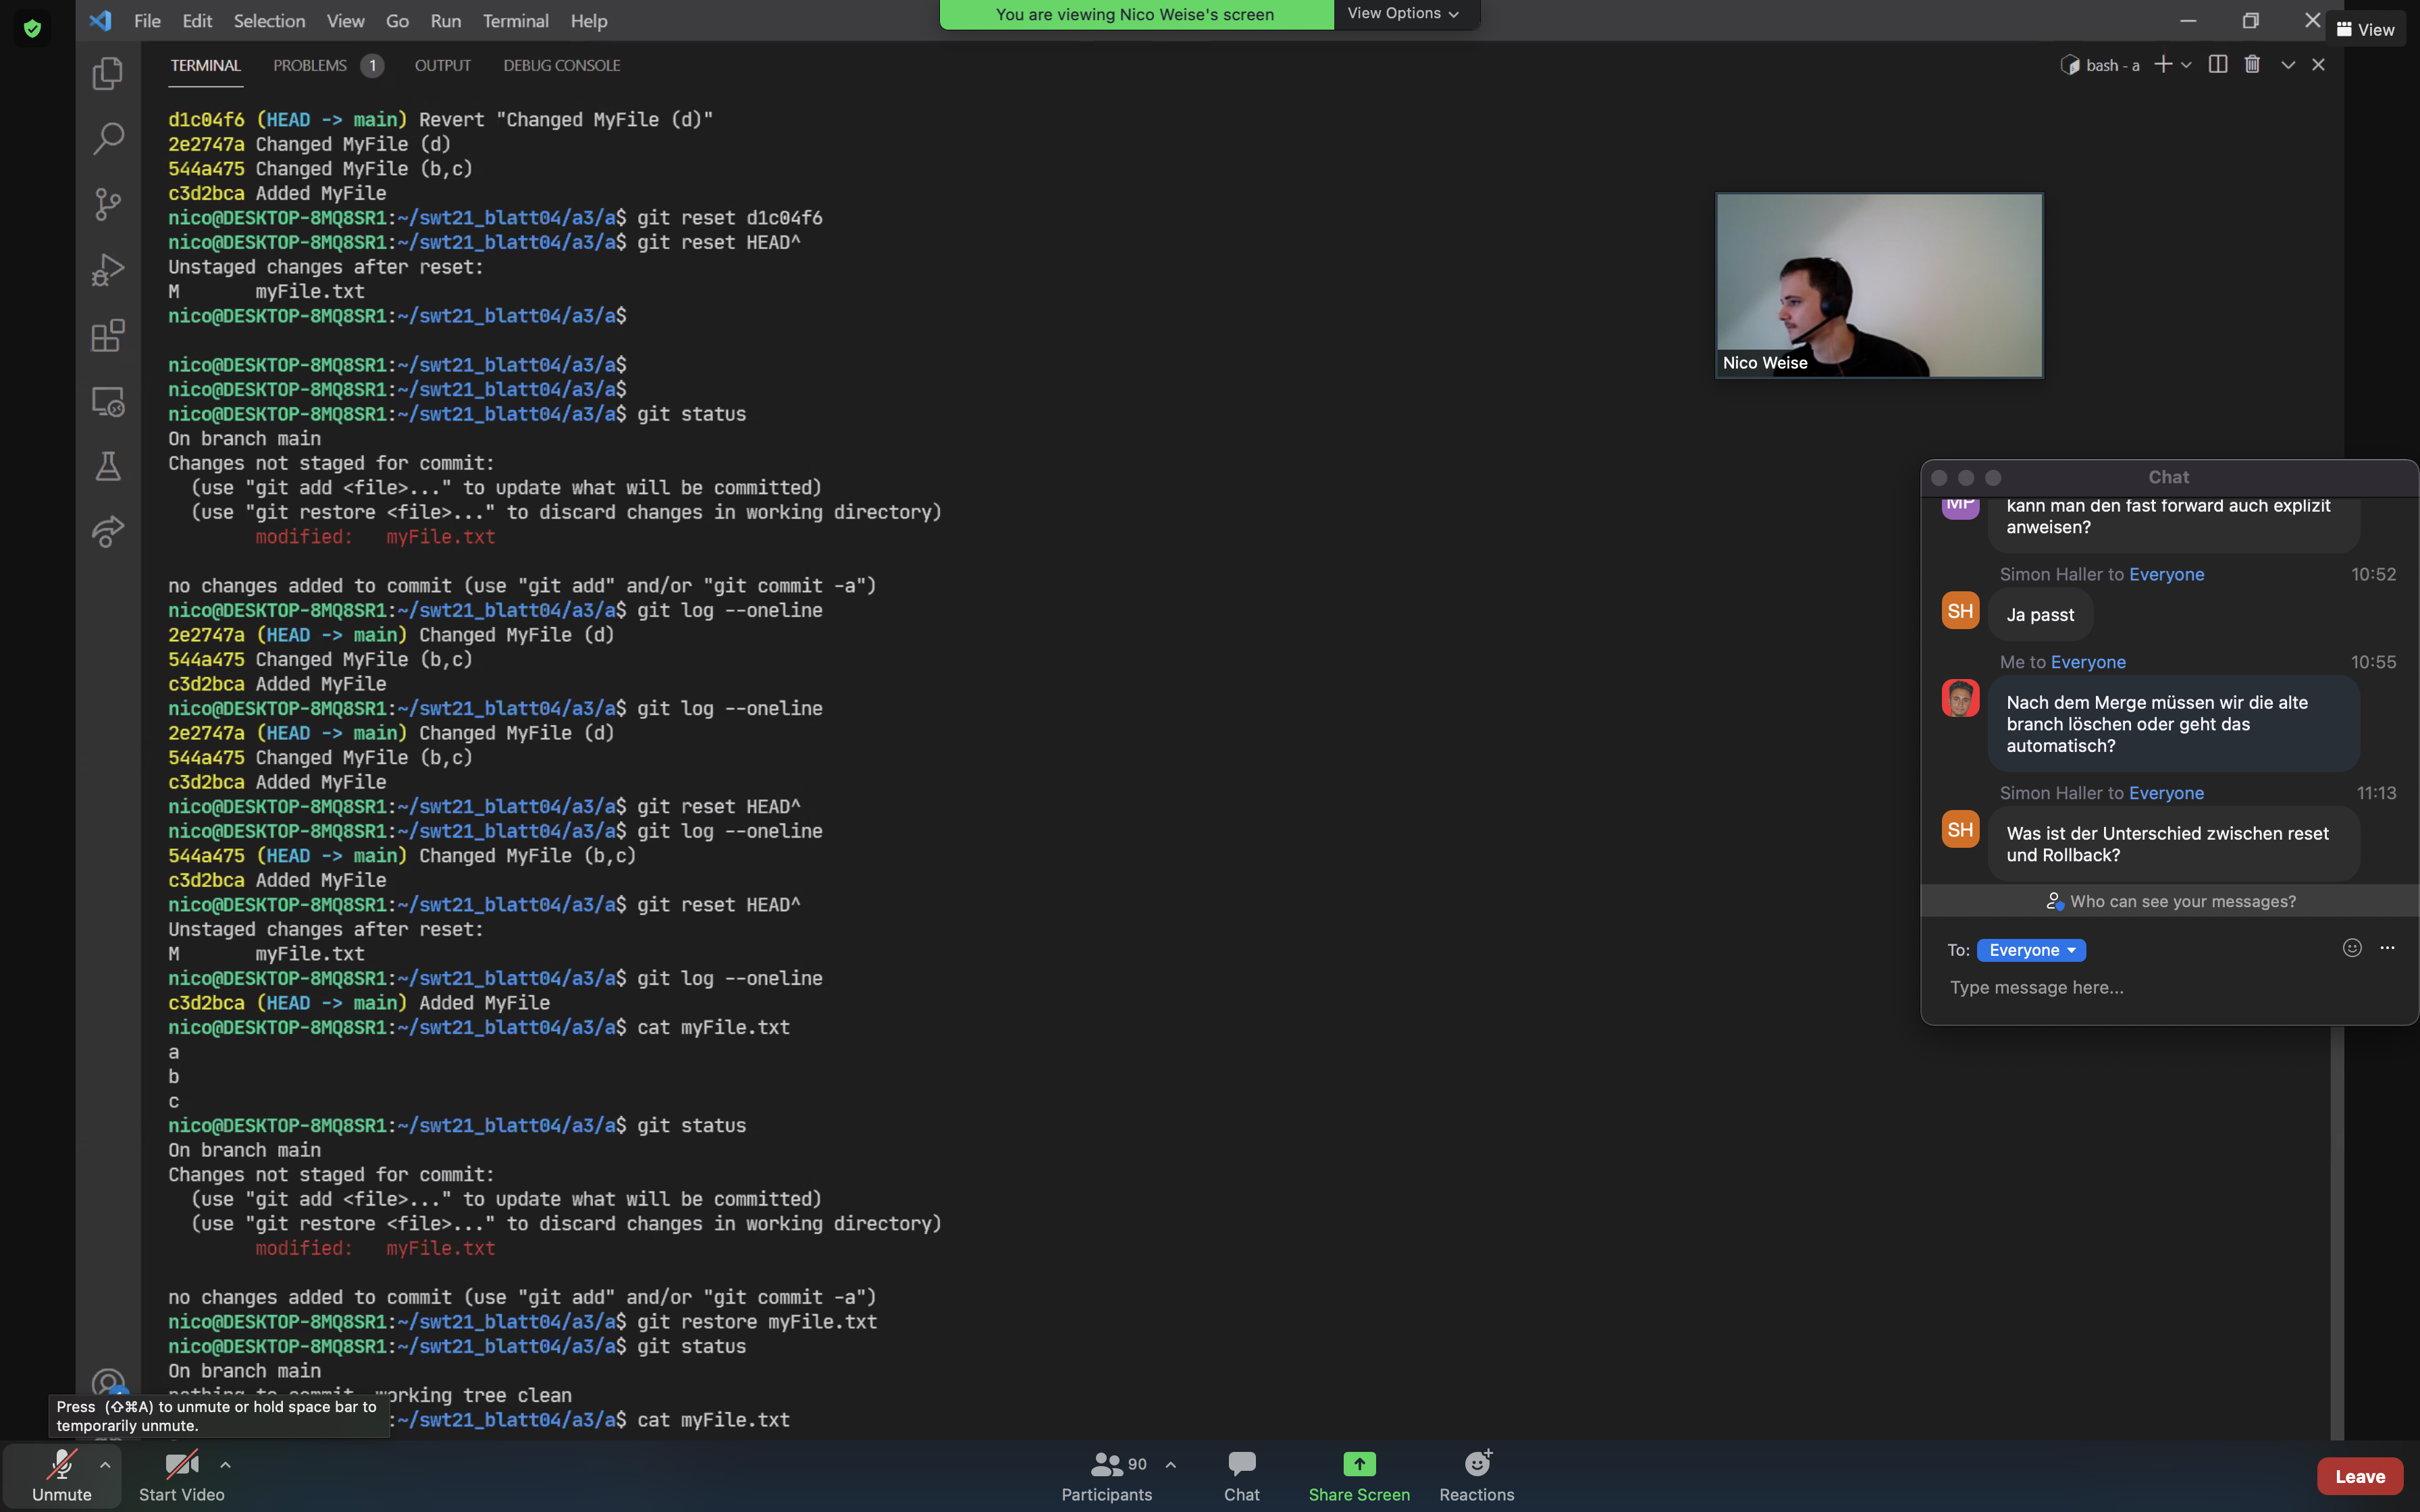 File Edit Selection View Go Run Terminal Help
You are viewing Nico Weise's screen View Options
View
TERMINAL PROBLEMS 1 OUTPUT DEBUG CONSOLE
bash - a
d1c04f6 (HEAD -> main) Revert "Changed MyFile (d)"
2e2747a Changed MyFile (d)
544a475 Changed MyFile (b,c)
c3d2bca Added MyFile
nico@DESKTOP-8MQ8SR1:~/swt21_blatt04/a3/a$ git reset d1c04f6
nico@DESKTOP-8MQ8SR1:~/swt21_blatt04/a3/a$ git reset HEAD^
Unstaged changes after reset:
M myFile.txt
nico@DESKTOP-8MQ8SR1:~/swt21_blatt04/a3/a$
nico@DESKTOP-8MQ8SR1:~/swt21_blatt04/a3/a$
nico@DESKTOP-8MQ8SR1:~/swt21_blatt04/a3/a$
nico@DESKTOP-8MQ8SR1:~/swt21_blatt04/a3/a$ git status
On branch main
Changes not staged for commit:
(use "git add <file>..." to update what will be committed)
(use "git restore <file>..." to discard changes in working directory)
modified: myFile.txt
no changes added to commit (use "git add" and/or "git commit -a")
nico@DESKTOP-8MQ8SR1:~/swt21_blatt04/a3/a$ git log --oneline
2e2747a (HEAD -> main) Changed MyFile (d)
544a475 Changed MyFile (b,c)
c3d2bca Added MyFile
nico@DESKTOP-8MQ8SR1:~/swt21_blatt04/a3/a$ git log --oneline
2e2747a (HEAD -> main) Changed MyFile (d)
544a475 Changed MyFile (b,c)
c3d2bca Added MyFile
nico@DESKTOP-8MQ8SR1:~/swt21_blatt04/a3/a$ git reset HEAD^
nico@DESKTOP-8MQ8SR1:~/swt21_blatt04/a3/a$ git log --oneline
544a475 (HEAD -> main) Changed MyFile (b,c)
c3d2bca Added MyFile
nico@DESKTOP-8MQ8SR1:~/swt21_blatt04/a3/a$ git reset HEAD^
Unstaged changes after reset:
M myFile.txt
nico@DESKTOP-8MQ8SR1:~/swt21_blatt04/a3/a$ git log --oneline
c3d2bca (HEAD -> main) Added MyFile
nico@DESKTOP-8MQ8SR1:~/swt21_blatt04/a3/a$ cat myFile.txt
a
b
c
nico@DESKTOP-8MQ8SR1:~/swt21_blatt04/a3/a$ git status
On branch main
Changes not staged for commit:
(use "git add <file>..." to update what will be committed)
(use "git restore <file>..." to discard changes in working directory)
modified: myFile.txt
no changes added to commit (use "git add" and/or "git commit -a")
nico@DESKTOP-8MQ8SR1:~/swt21_blatt04/a3/a$ git restore myFile.txt
nico@DESKTOP-8MQ8SR1:~/swt21_blatt04/a3/a$ git status
On branch main
nothing to commit, working tree clean
:~/swt21_blatt04/a3/a$ cat myFile.txt
Press (⇧⌘A) to unmute or hold space bar to
temporarily unmute.
Nico Weise
Chat
MP
kann man den fast forward auch explizit
anweisen?
Simon Haller to Everyone 10:52
SH
Ja passt
Me to Everyone 10:55
Nach dem Merge müssen wir die alte
branch löschen oder geht das
automatisch?
Simon Haller to Everyone 11:13
SH
Was ist der Unterschied zwischen reset
und Rollback?
Who can see your messages?
To: Everyone
Type message here...
Unmute
Start Video
90
Participants
Chat
Share Screen
Reactions
Leave